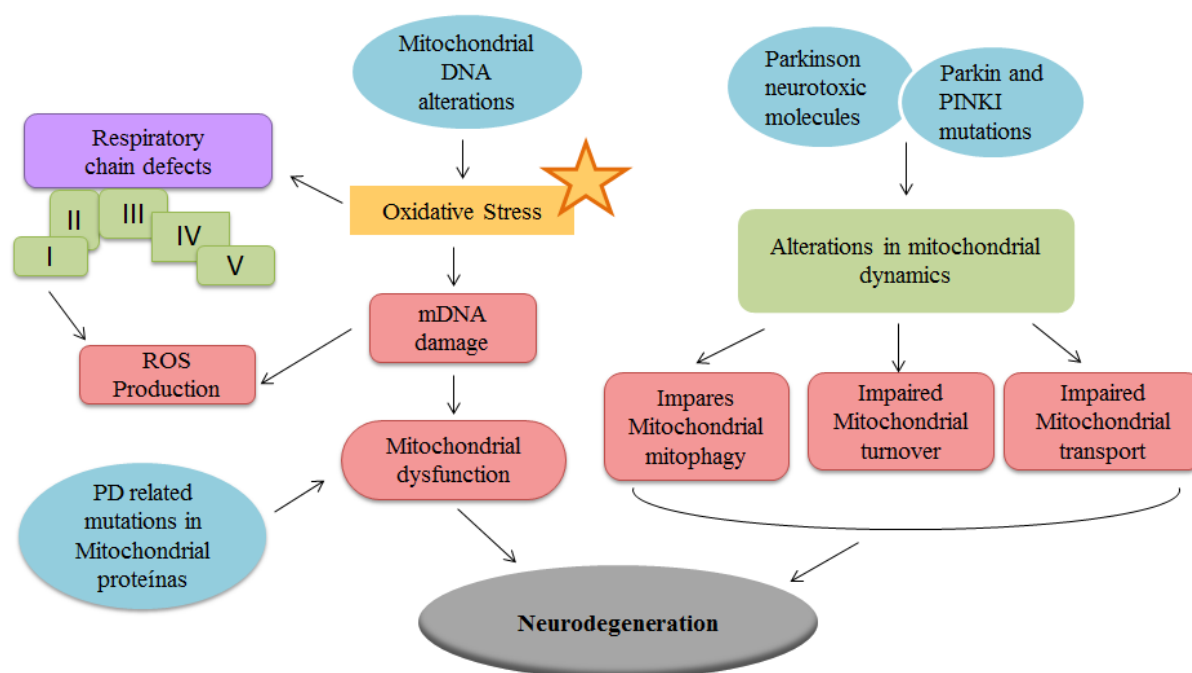 Mitochondrial
DNA
alterations
Parkinson
neurotoxic
molecules
Parkin and
PINKI
mutations
Respiratory
chain defects
I
II
III
IV
V
Oxidative Stress
Alterations in mitochondrial
dynamics
mDNA
damage
ROS
Production
Impares
Mitochondrial
mitophagy
Impaired
Mitochondrial
turnover
Impaired
Mitochondrial
transport
Mitochondrial
dysfunction
PD related
mutations in
Mitochondrial
proteínas
Neurodegeneration